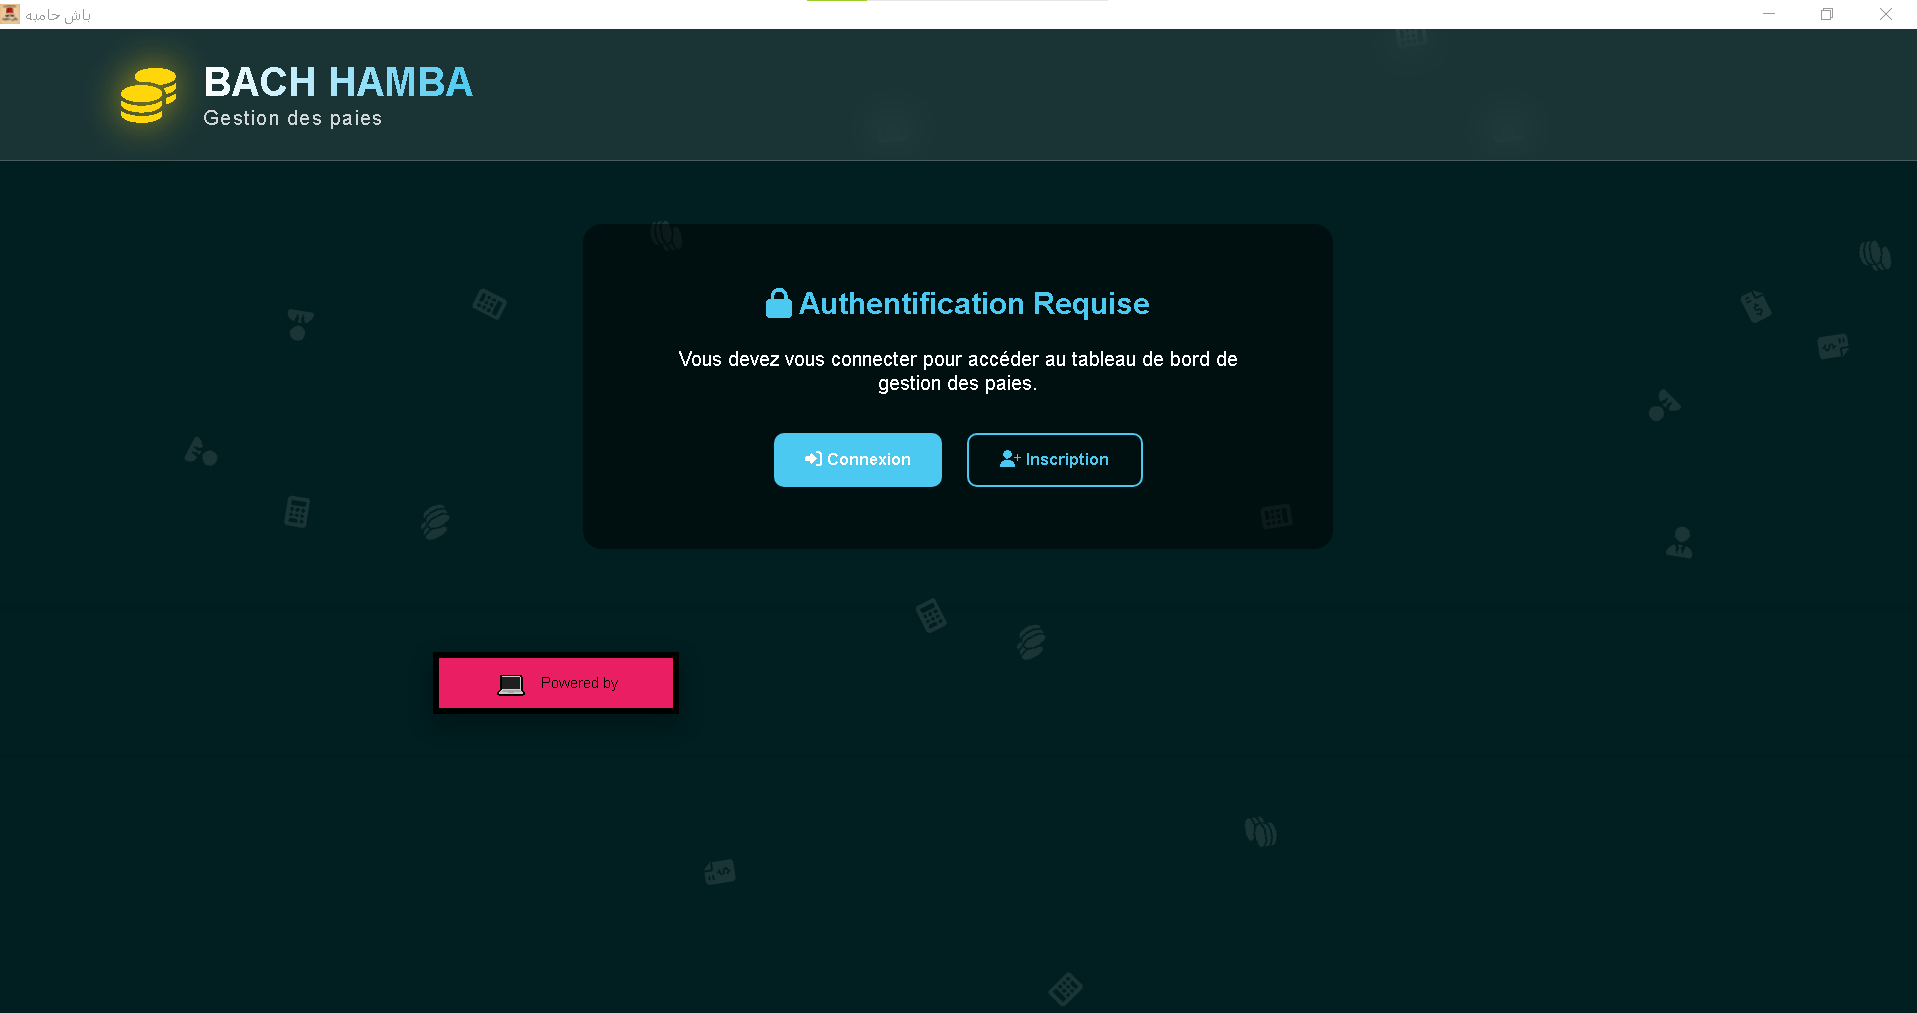 باش حامبه
BACH HAMBA
Gestion des paies
Authentification Requise
Vous devez vous connecter pour accéder au tableau de bord de
gestion des paies.
Connexion
Inscription
Powered by